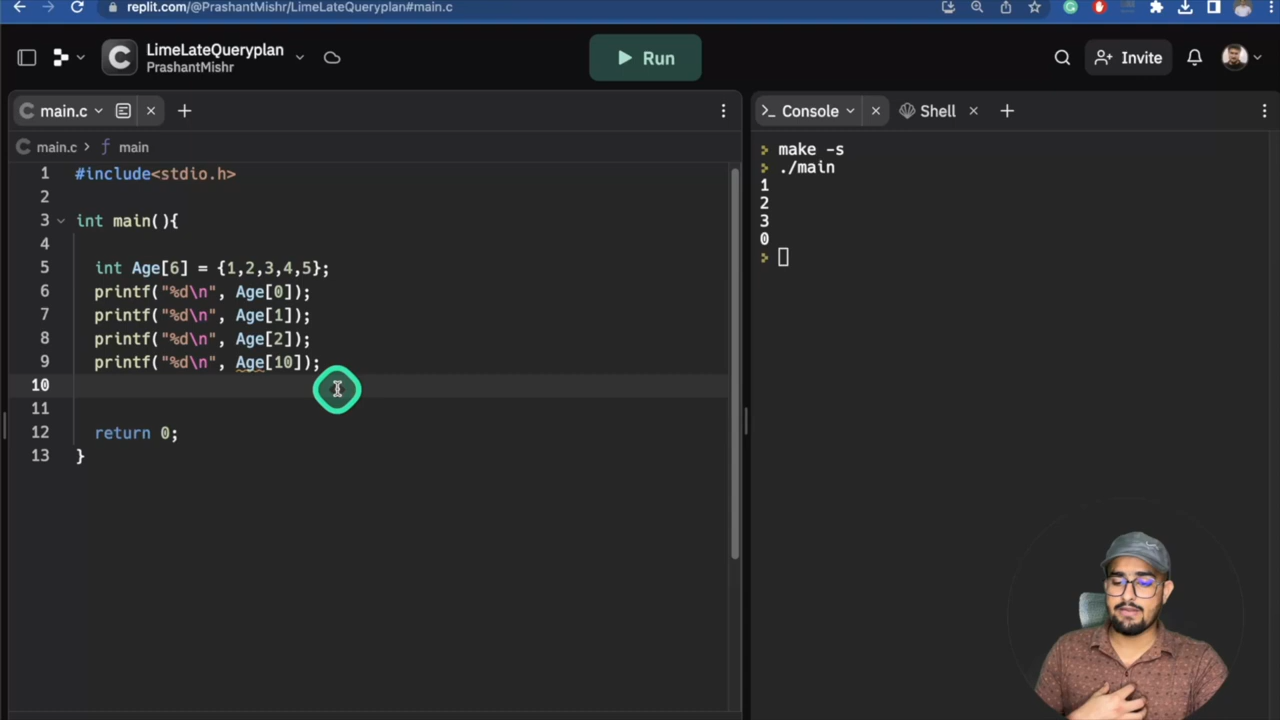 replit.com/@PrashantMishr/LimeLateQueryplan#main.c
LimeLateQueryplan
PrashantMishr
Run
Invite
main.c
Console
Shell
main.c > f main
make -s
./main
1
2
3
0
1 #include<stdio.h>
2
3 int main(){
4
5 int Age[6] = {1,2,3,4,5};
6 printf("%d\n", Age[0]);
7 printf("%d\n", Age[1]);
8 printf("%d\n", Age[2]);
9 printf("%d\n", Age[10]);
10
11
12 return 0;
13 }